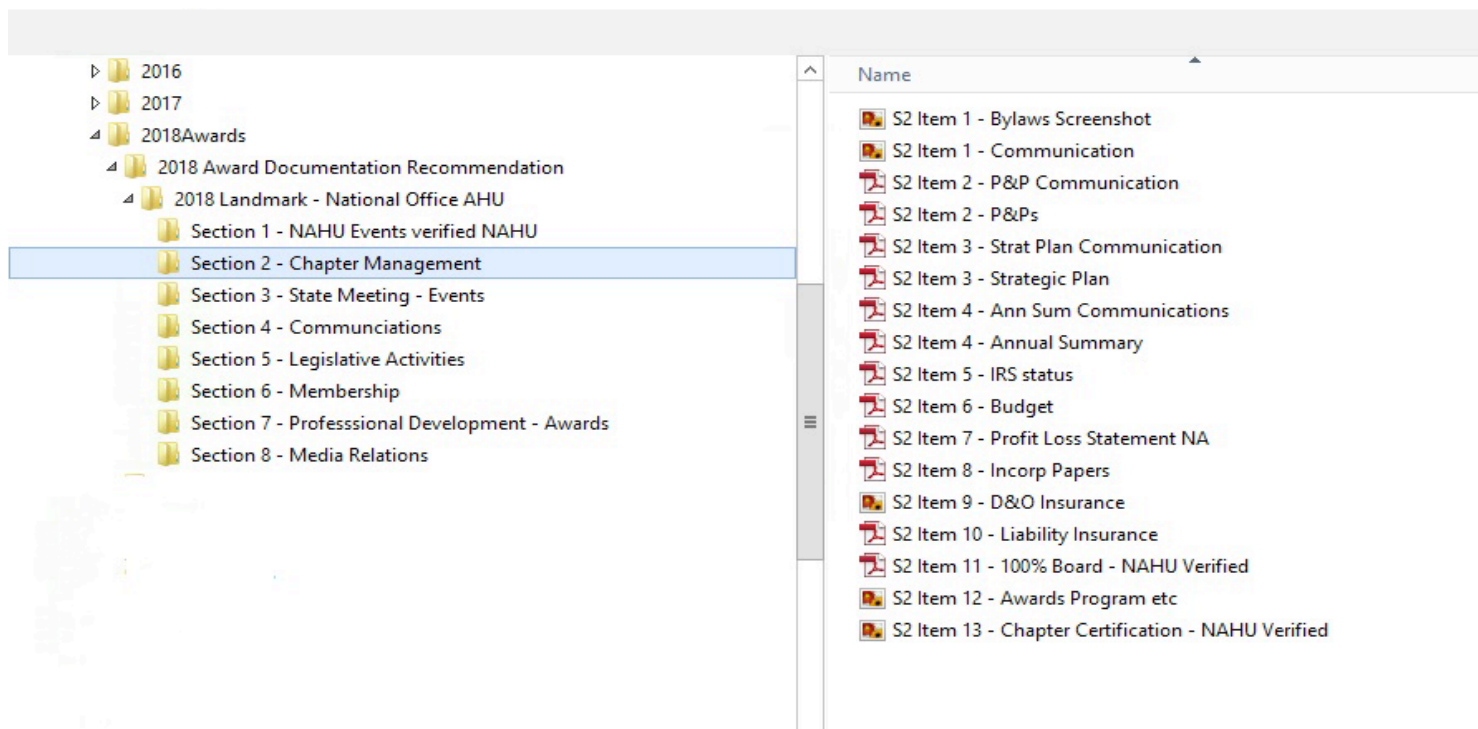 2016
2017
2018Awards
2018 Award Documentation Recommendation
2018 Landmark - National Office AHU
Section 1 - NAHU Events verified NAHU
Section 2 - Chapter Management
Section 3 - State Meeting - Events
Section 4 - Communciations
Section 5 - Legislative Activities
Section 6 - Membership
Section 7 - Professsional Development - Awards
Section 8 - Media Relations
Name
S2 Item 1 - Bylaws Screenshot
S2 Item 1 - Communication
S2 Item 2 - P&P Communication
S2 Item 2 - P&Ps
S2 Item 3 - Strat Plan Communication
S2 Item 3 - Strategic Plan
S2 Item 4 - Ann Sum Communications
S2 Item 4 - Annual Summary
S2 Item 5 - IRS status
S2 Item 6 - Budget
S2 Item 7 - Profit Loss Statement NA
S2 Item 8 - Incorp Papers
S2 Item 9 - D&O Insurance
S2 Item 10 - Liability Insurance
S2 Item 11 - 100% Board - NAHU Verified
S2 Item 12 - Awards Program etc
S2 Item 13 - Chapter Certification - NAHU Verified